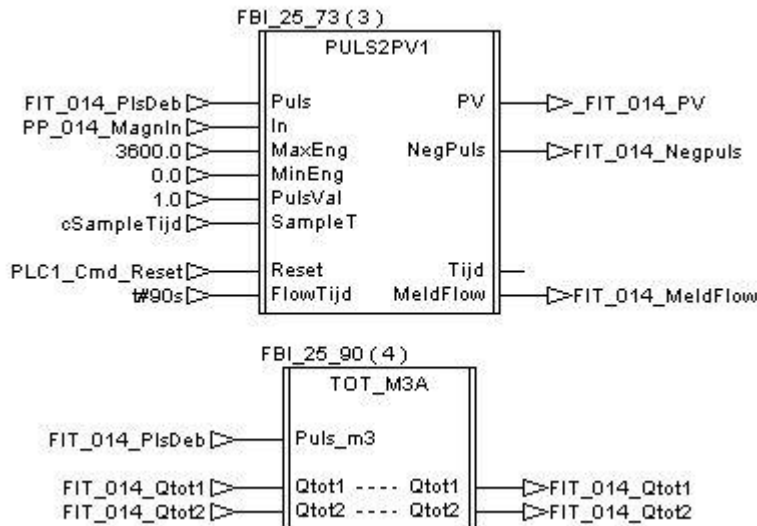 FBI_25_73 (3)
PULS2PV1
FIT_014_PlsDeb Puls PV _FIT_014_PV
PP_014_MagnIn In
3600.0 MaxEng NegPuls FIT_014_Negpuls
0.0 MinEng
1.0 PulsVal
cSampleTijd SampleT
PLC1_Cmd_Reset Reset Tijd
t#90s FlowTijd MeldFlow FIT_014_MeldFlow
FBI_25_90 (4)
TOT_M3A
FIT_014_PlsDeb Puls_m3
FIT_014_Qtot1 Qtot1 ---- Qtot1 FIT_014_Qtot1
FIT_014_Qtot2 Qtot2 ---- Qtot2 FIT_014_Qtot2